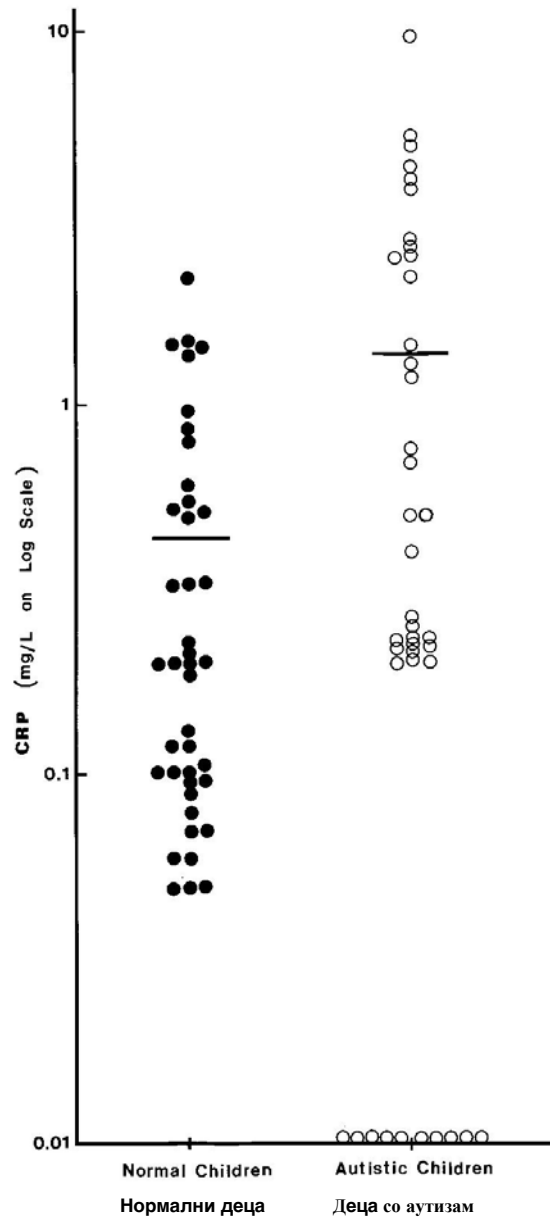 10
1
0.1
0.01
CRP (mg/L on Log Scale)
Normal Children Autistic Children
Нормални деца Деца со аутизам